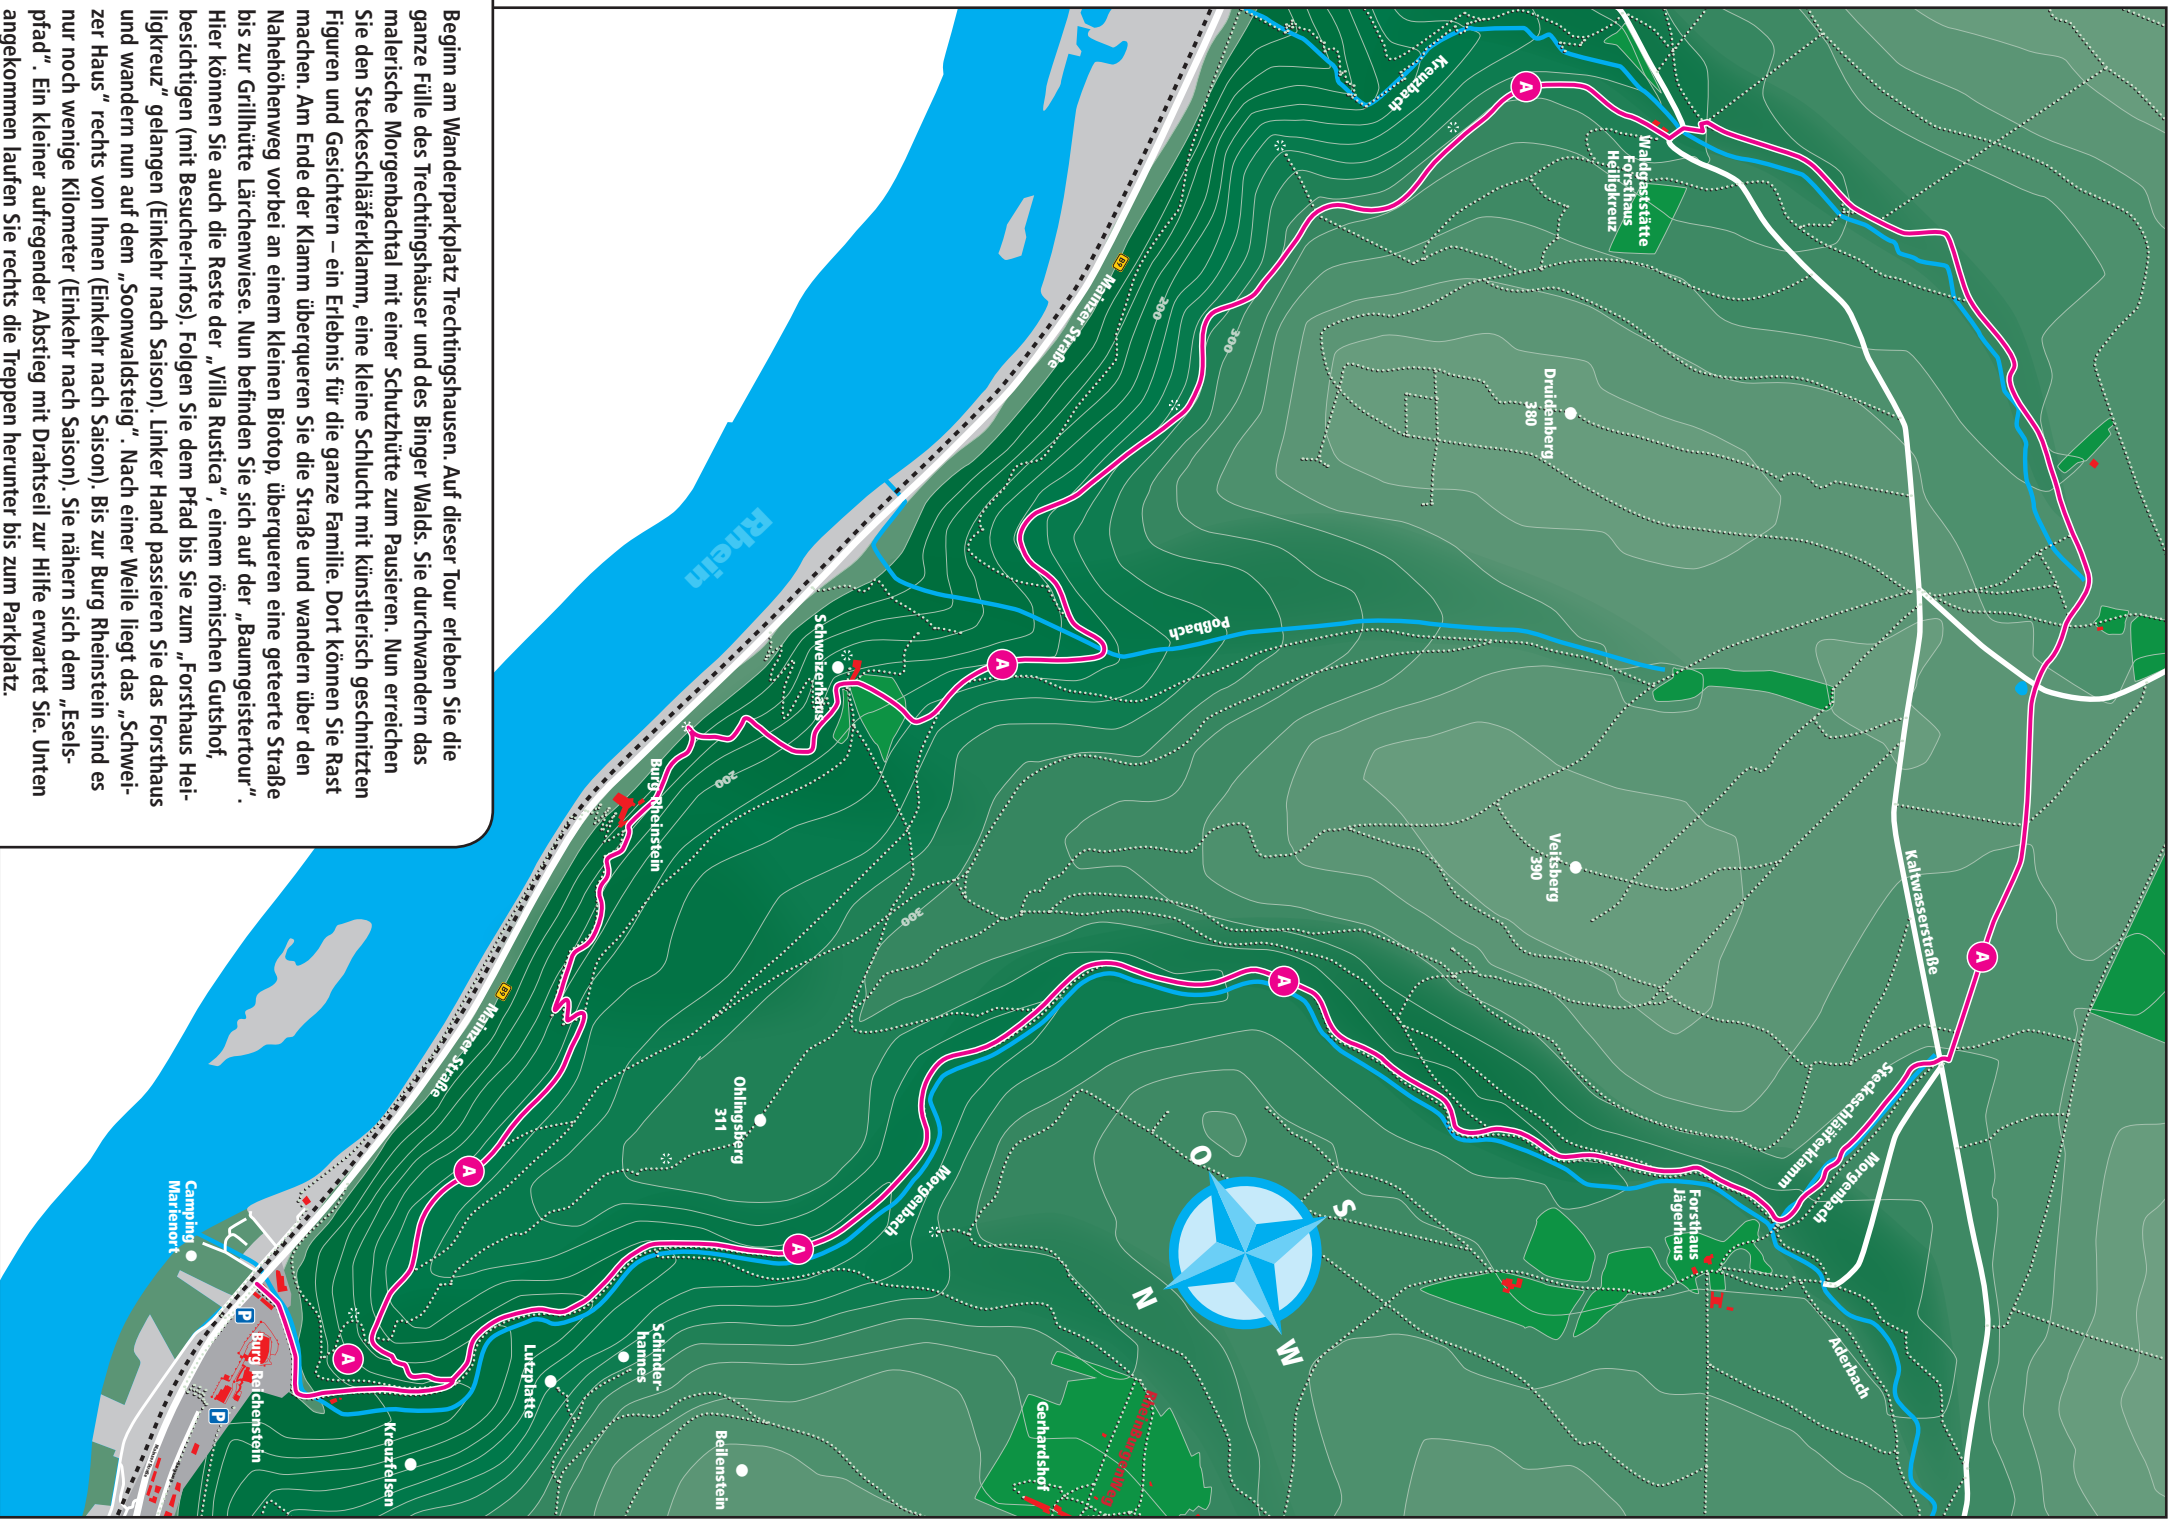 Beginn am Wanderparkplatz Trechtingshausen. Auf dieser Tour erleben Sie die
ganze Fülle des Trechtingshäuser und des Binger Walds. Sie durchwandern das
malerische Morgenbachtal mit einer Schutzhütte zum Pausieren. Nun erreichen
Sie den Steckeschlääferklamm, eine kleine Schlucht mit künstlerisch geschnitzten
Figuren und Gesichtern – ein Erlebnis für die ganze Familie. Dort können Sie Rast
machen. Am Ende der Klamm überqueren Sie die Straße und wandern über den
Nahehöhenweg vorbei an einem kleinen Biotop, überqueren eine geteerte Straße
bis zur Grillhütte Lärchenwiese. Nun befinden Sie sich auf der „Baumgeistertour".
Hier können Sie auch die Reste der „Villa Rustica", einem römischen Gutshof,
besichtigen (mit Besucher-Infos). Folgen Sie dem Pfad bis Sie zum „Forsthaus Hei-
ligkreuz" gelangen (Einkehr nach Saison). Linker Hand passieren Sie das Forsthaus
und wandern nun auf dem „Soonwaldsteig". Nach einer Weile liegt das „Schwei-
zer Haus" rechts von Ihnen (Einkehr nach Saison). Bis zur Burg Rheinstein sind es
nur noch wenige Kilometer (Einkehr nach Saison). Sie nähern sich dem „Esels-
pfad". Ein kleiner aufregender Abstieg mit Drahtseil zur Hilfe erwartet Sie. Unten
angekommen laufen Sie rechts die Treppen herunter bis zum Parkplatz.
Kreuzbach
A
Waldgaststätte
Forsthaus
Heiligkreuz
B9
Mainzer Straße
200
300
Druidenberg
380
Rhein
Poßbach
A
Schweizerhaus
200
Burg Rheinstein
Veitsberg
390
Kaltwasserstraße
A
300
A
B9
Mainzer Straße
Ohlingsberg
311
Steckeschlääferklamm
Morgenbach
Morgenbach
O
S
N
W
Forsthaus
Jägerhaus
A
A
Camping
Marienort
P
Burg Reichenstein
P
A
Schinder-
hannes
Lutzplatte
Kreuzfelsen
Beilenstein
Gerhardshof
RheinBurgenWeg
Aderbach